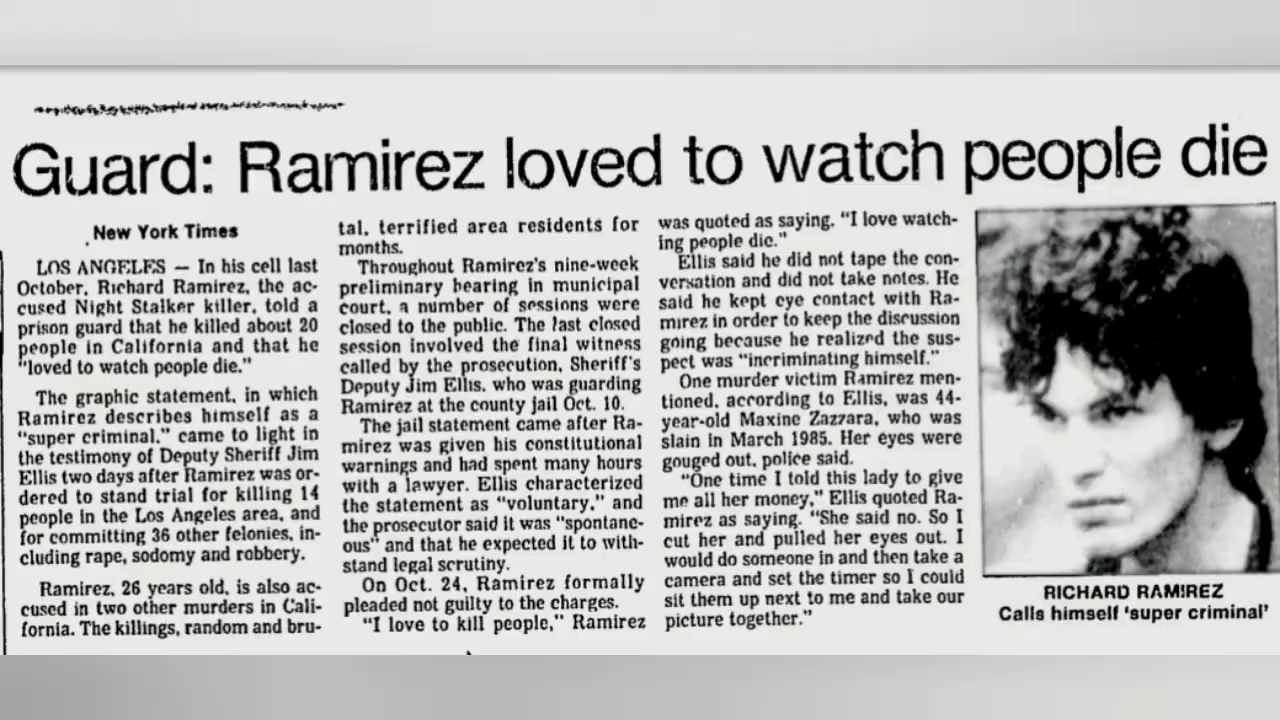 Guard: Ramirez loved to watch people die
New York Times
LOS ANGELES — In his cell last
October, Richard Ramirez, the ac-
cused Night Stalker killer, told a
prison guard that he killed about 20
people in California and that he
"loved to watch people die."
The graphic statement, in which
Ramirez describes himself as a
"super criminal," came to light in
the testimony of Deputy Sheriff Jim
Ellis two days after Ramirez was or-
dered to stand trial for killing 14
people in the Los Angeles area, and
for committing 36 other felonies, in-
cluding rape, sodomy and robbery.
Ramirez, 26 years old, is also ac-
cused in two other murders in Cali-
fornia. The killings, random and bru-
tal, terrified area residents for
months.
Throughout Ramirez's nine-week
preliminary hearing in municipal
court, a number of sessions were
closed to the public. The last closed
session involved the final witness
called by the prosecution, Sheriff's
Deputy Jim Ellis, who was guarding
Ramirez at the county jail Oct. 10.
The jail statement came after Ra-
mirez was given his constitutional
warnings and had spent many hours
with a lawyer. Ellis characterized
the statement as "voluntary," and
the prosecutor said it was "spontane-
ous" and that he expected it to with-
stand legal scrutiny.
On Oct. 24, Ramirez formally
pleaded not guilty to the charges.
"I love to kill people," Ramirez
was quoted as saying. "I love watch-
ing people die."
Ellis said he did not tape the con-
versation and did not take notes. He
said he kept eye contact with Ra-
mirez in order to keep the discussion
going because he realized the sus-
pect was "incriminating himself."
One murder victim Ramirez men-
tioned, according to Ellis, was 44-
year-old Maxine Zazzara, who was
slain in March 1985. Her eyes were
gouged out, police said.
"One time I told this lady to give
me all her money," Ellis quoted Ra-
mirez as saying. "She said no. So I
cut her and pulled her eyes out. I
would do someone in and then take a
camera and set the timer so I could
sit them up next to me and take our
picture together."
RICHARD RAMIREZ
Calls himself 'super criminal'